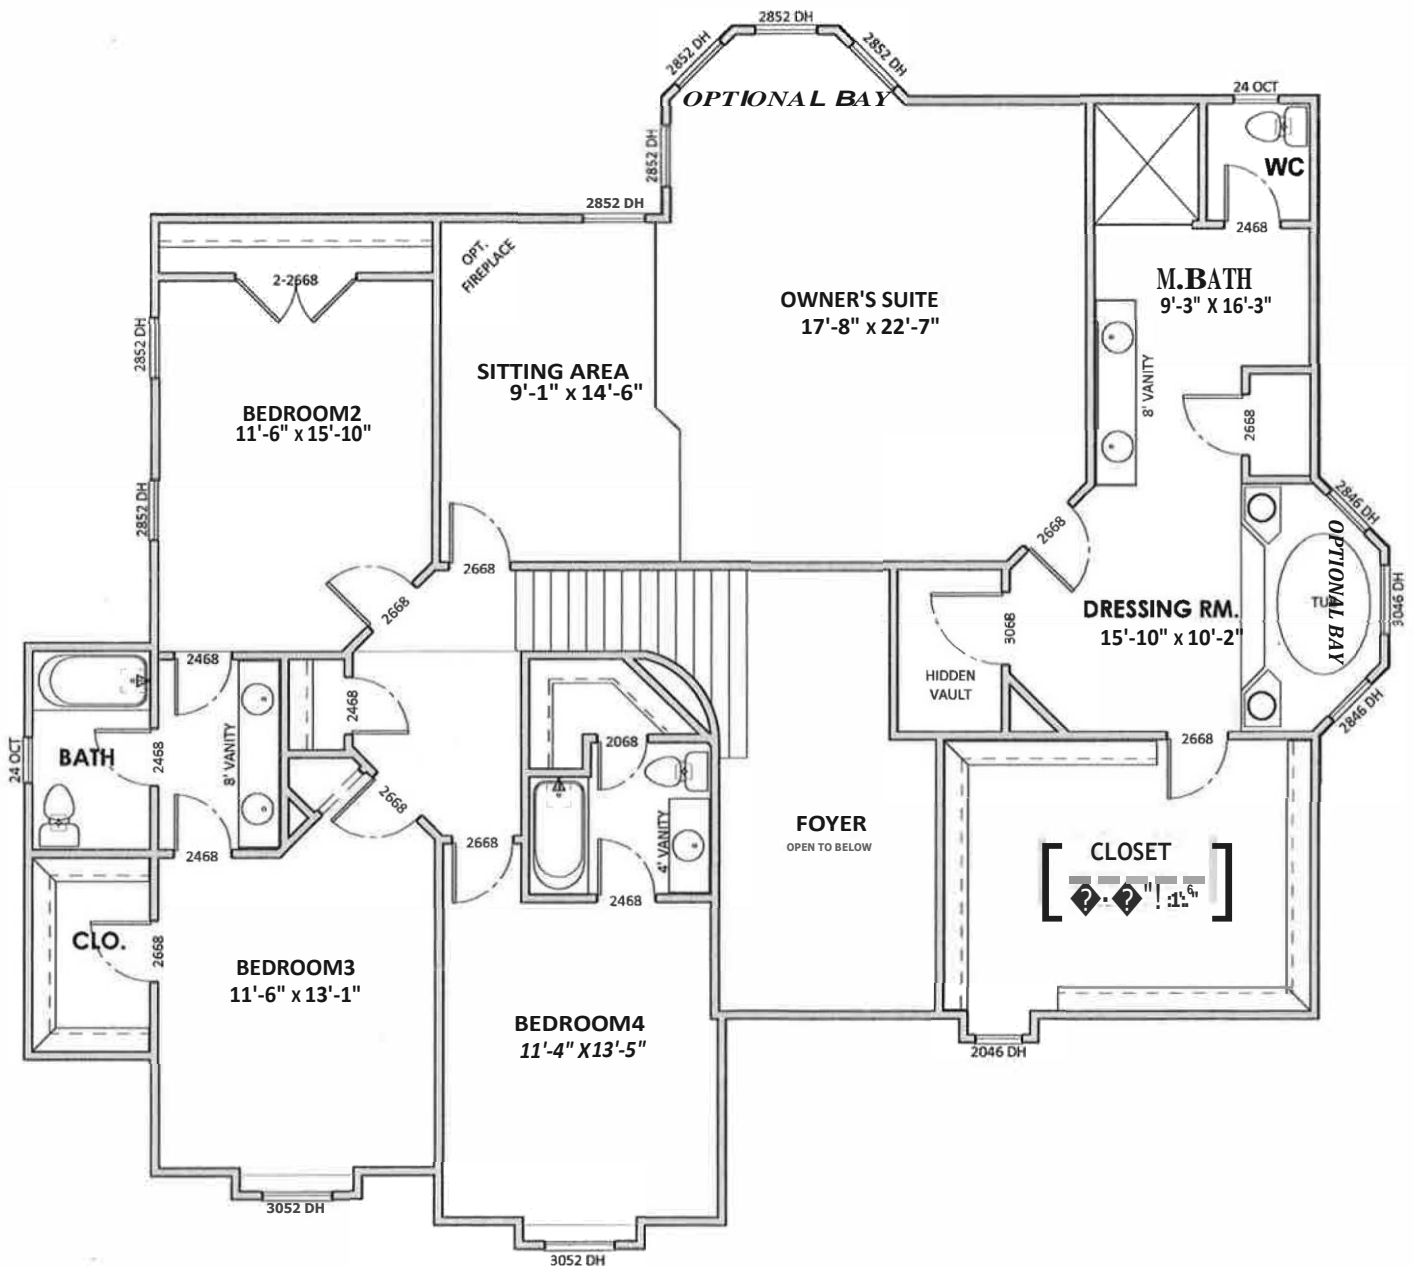 2852 DH
2852 DH
2852 DH
OPTIONAL BAY
24 OCT
WC
2852 DH
2852 DH
2468
OPT.
FIREPLACE
2-2668
M.BATH
9'-3" X 16'-3"
OWNER'S SUITE
17'-8" x 22'-7"
2852 DH
SITTING AREA
9'-1" x 14'-6"
8' VANITY
BEDROOM2
11'-6" x 15'-10"
2668
2852 DH
2846 DH
2668
2668
OPTIONAL BAY
2668
3068
DRESSING RM.
15'-10" x 10'-2"
TUB
3046 DH
2468
HIDDEN
VAULT
2468
2846 DH
24 OCT
BATH
2468
8' VANITY
2068
2668
2668
4' VANITY
FOYER
OPEN TO BELOW
2668
2468
2468
CLOSET
CLO.
2668
BEDROOM3
11'-6" x 13'-1"
BEDROOM4
11'-4" X 13'-5"
2046 DH
3052 DH
3052 DH